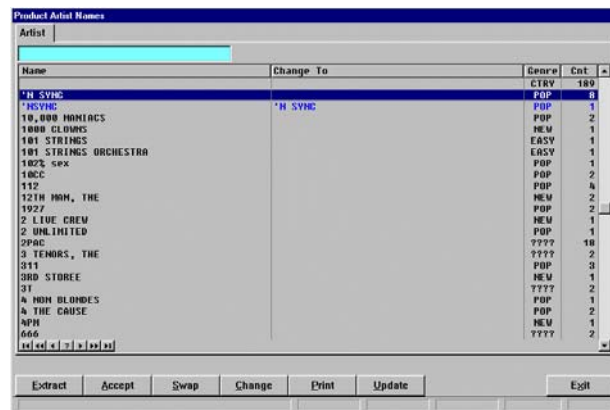 Product Artist Names
Artist
Name Change To Genre Cnt
CTRY 189
'N SYNC POP 8
'NSYNC 'N SYNC POP 1
10,000 MANIACS POP 2
1000 CLOWNS NEW 1
101 STRINGS EASY 1
101 STRINGS ORCHESTRA EASY 1
102% sex POP 1
10CC POP 2
112 POP 4
12TH MAM, THE NEW 2
1927 POP 2
2 LIVE CREW NEW 1
2 UNLIMITED POP 1
2PAC ???? 18
3 TENORS, THE ???? 2
311 POP 3
3RD STOREE NEW 1
3T ???? 2
4 NON BLONDES POP 1
4 THE CAUSE POP 2
4PM NEW 1
666 ???? 2
Extract Accept Swap Change Print Update Exit